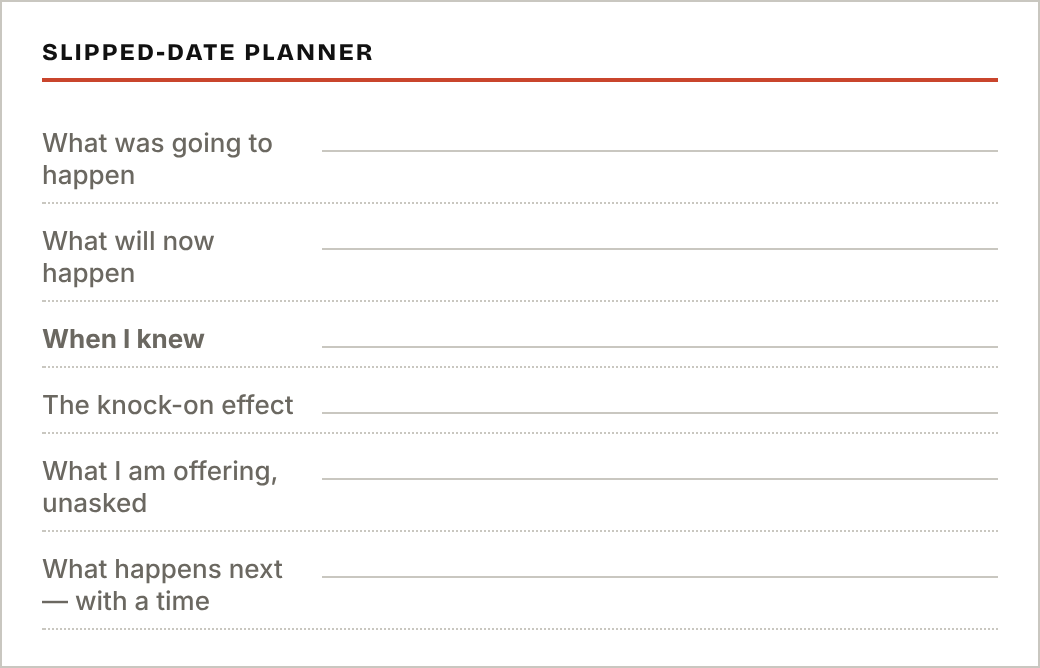 SLIPPED-DATE PLANNER
What was going to
happen
What will now
happen
When I knew
The knock-on effect
What I am offering,
unasked
What happens next
— with a time